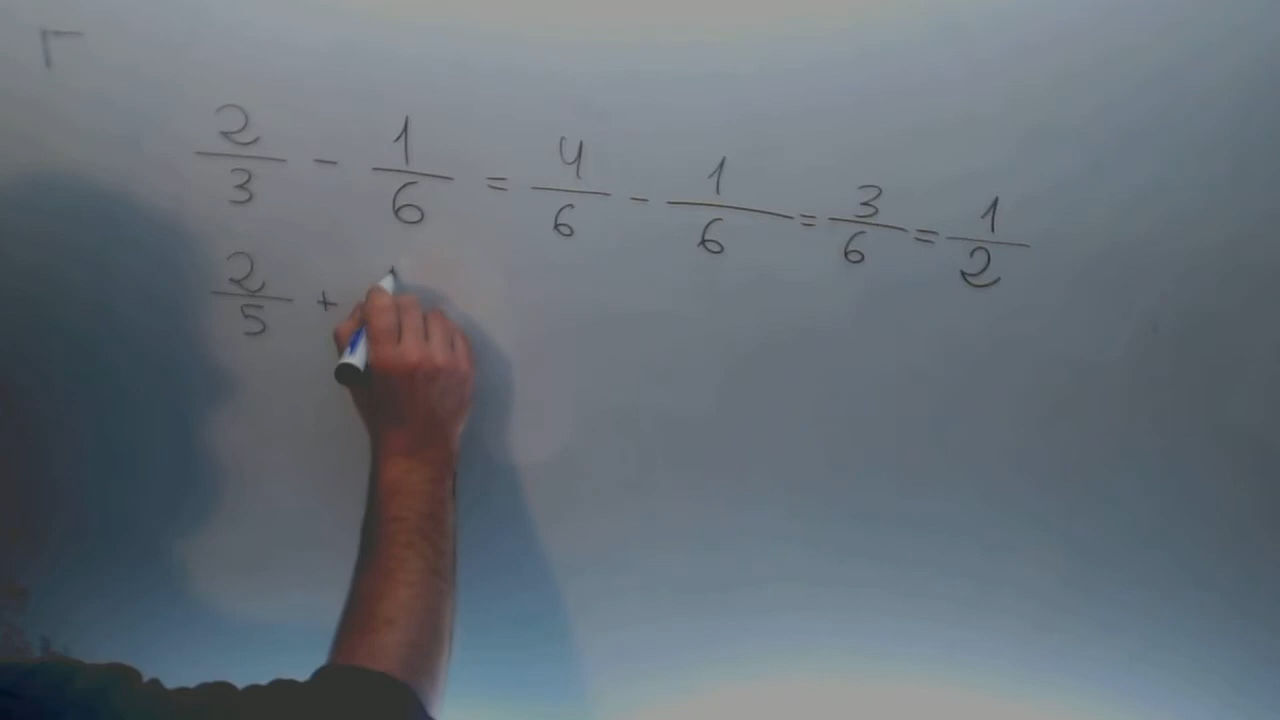 2/3 - 1/6 = 4/6 - 1/6 = 3/6 = 1/2
2/5 +